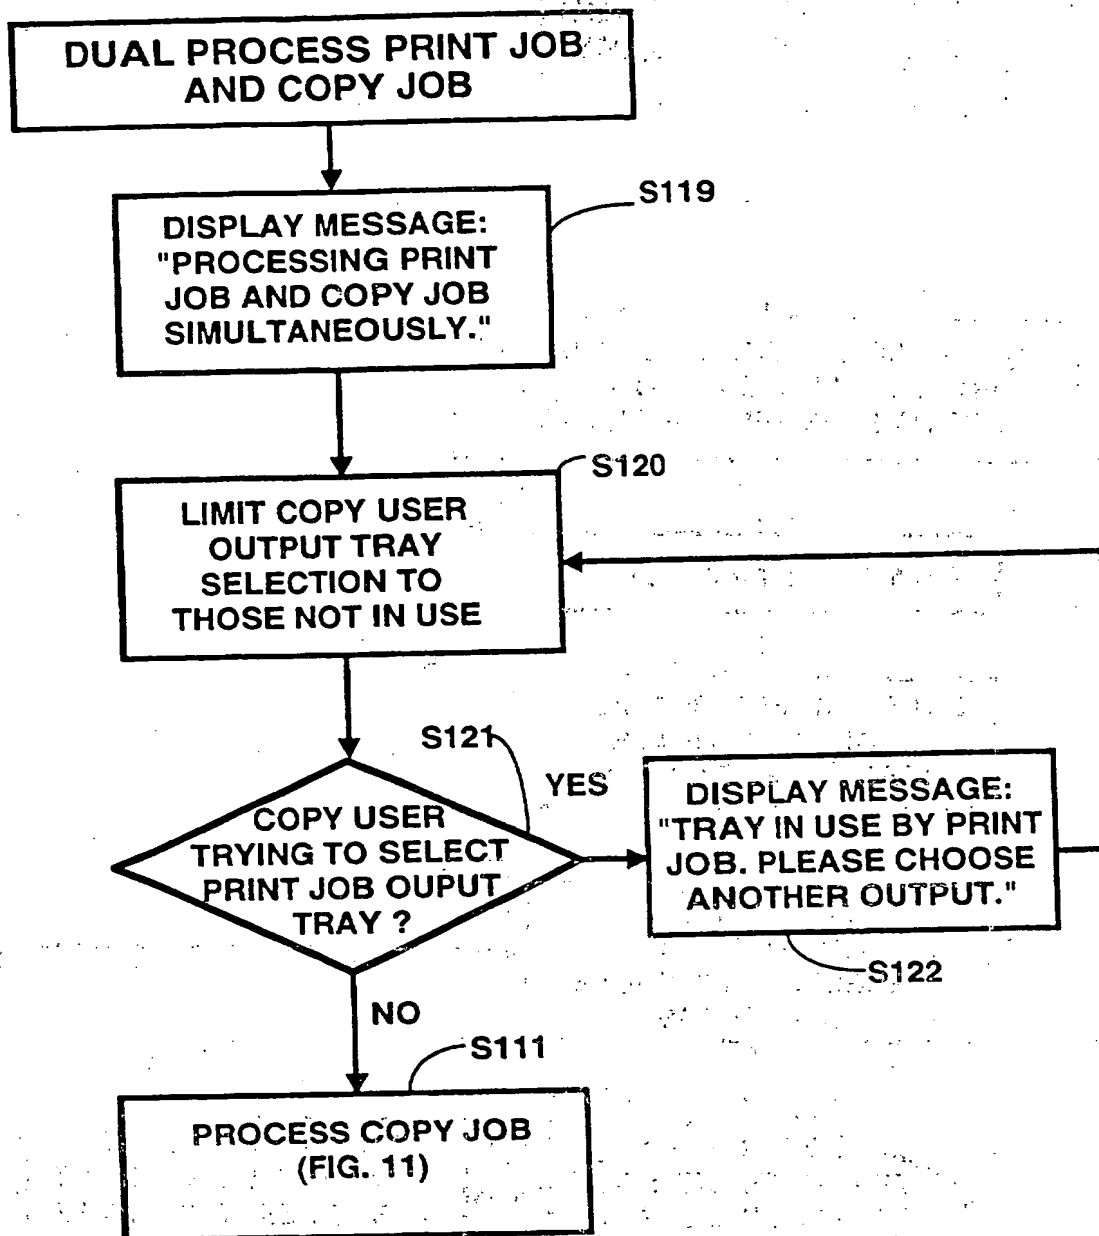 DUAL PROCESS PRINT JOB
AND COPY JOB
S119
DISPLAY MESSAGE:
"PROCESSING PRINT
JOB AND COPY JOB
SIMULTANEOUSLY."
S120
LIMIT COPY USER
OUTPUT TRAY
SELECTION TO
THOSE NOT IN USE
S121
COPY USER
TRYING TO SELECT
PRINT JOB OUPUT
TRAY ?
YES
DISPLAY MESSAGE:
"TRAY IN USE BY PRINT
JOB. PLEASE CHOOSE
ANOTHER OUTPUT."
S122
NO
S111
PROCESS COPY JOB
(FIG. 11)